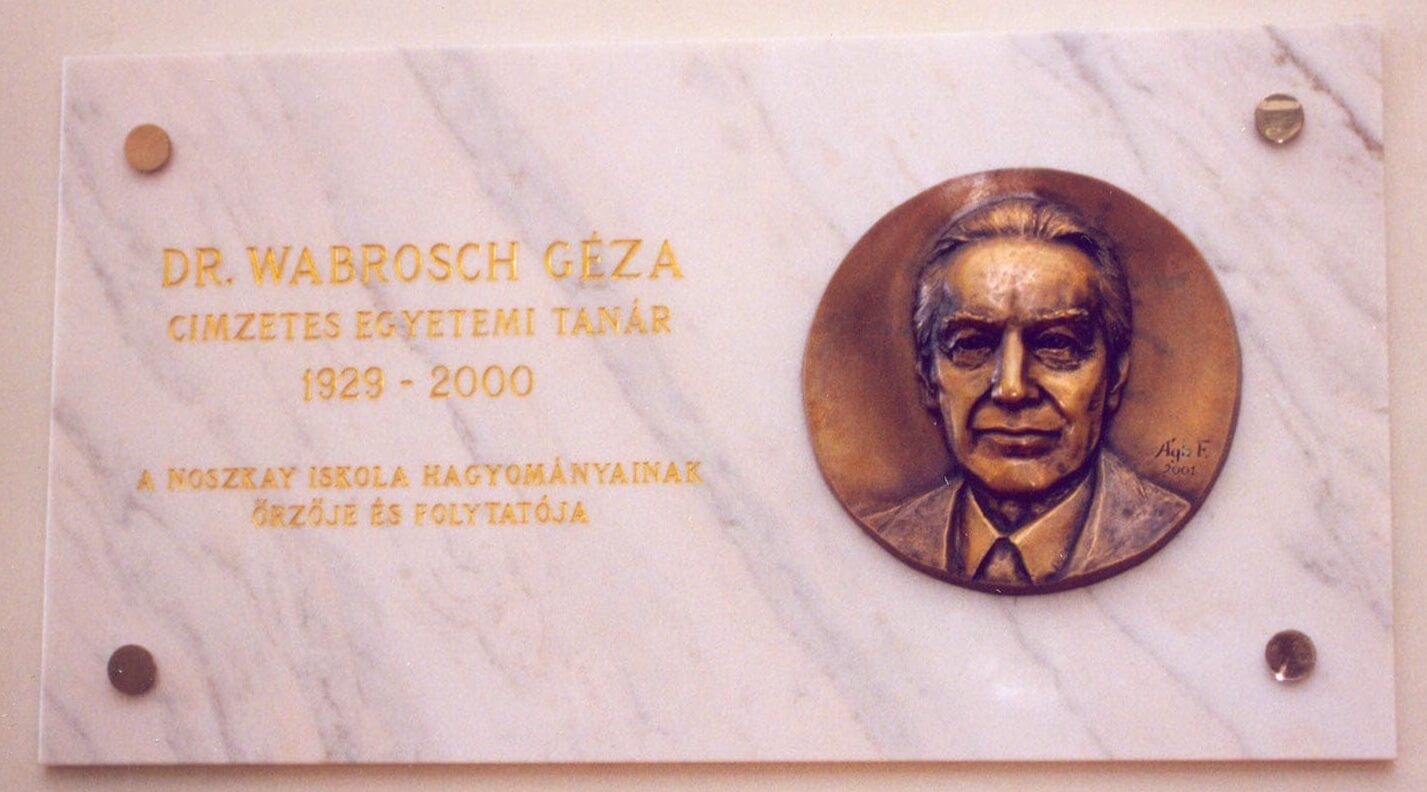 DR. WABROSCH GÉZA
CIMZETES EGYETEMI TANÁR
1929 - 2000
A NOSZKAY ISKOLA HAGYOMÁNYAINAK
ŐRZŐJE ÉS FOLYTATÓJA
F.
2001